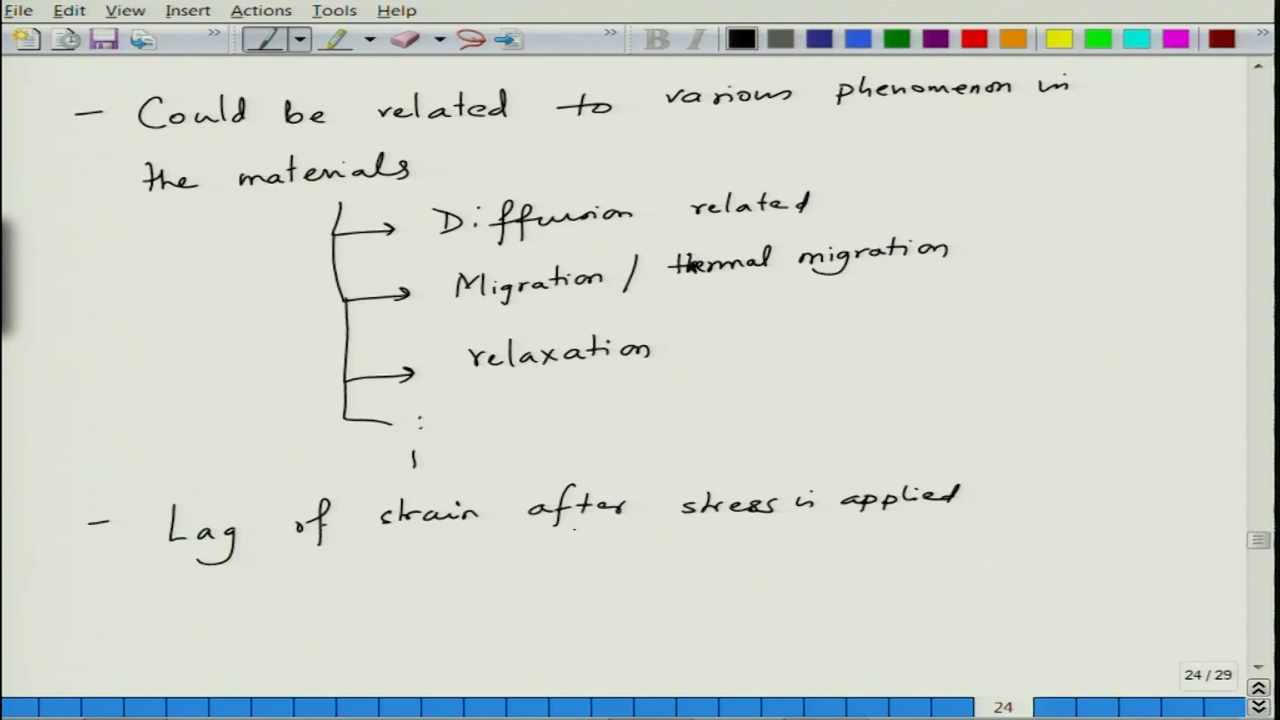 File Edit View Insert Actions Tools Help
B I
- Could be related to various phenomenon in
the materials
Diffusion related
Migration / thermal migration
relaxation
- Lag of strain after stress is applied
24 / 29
24